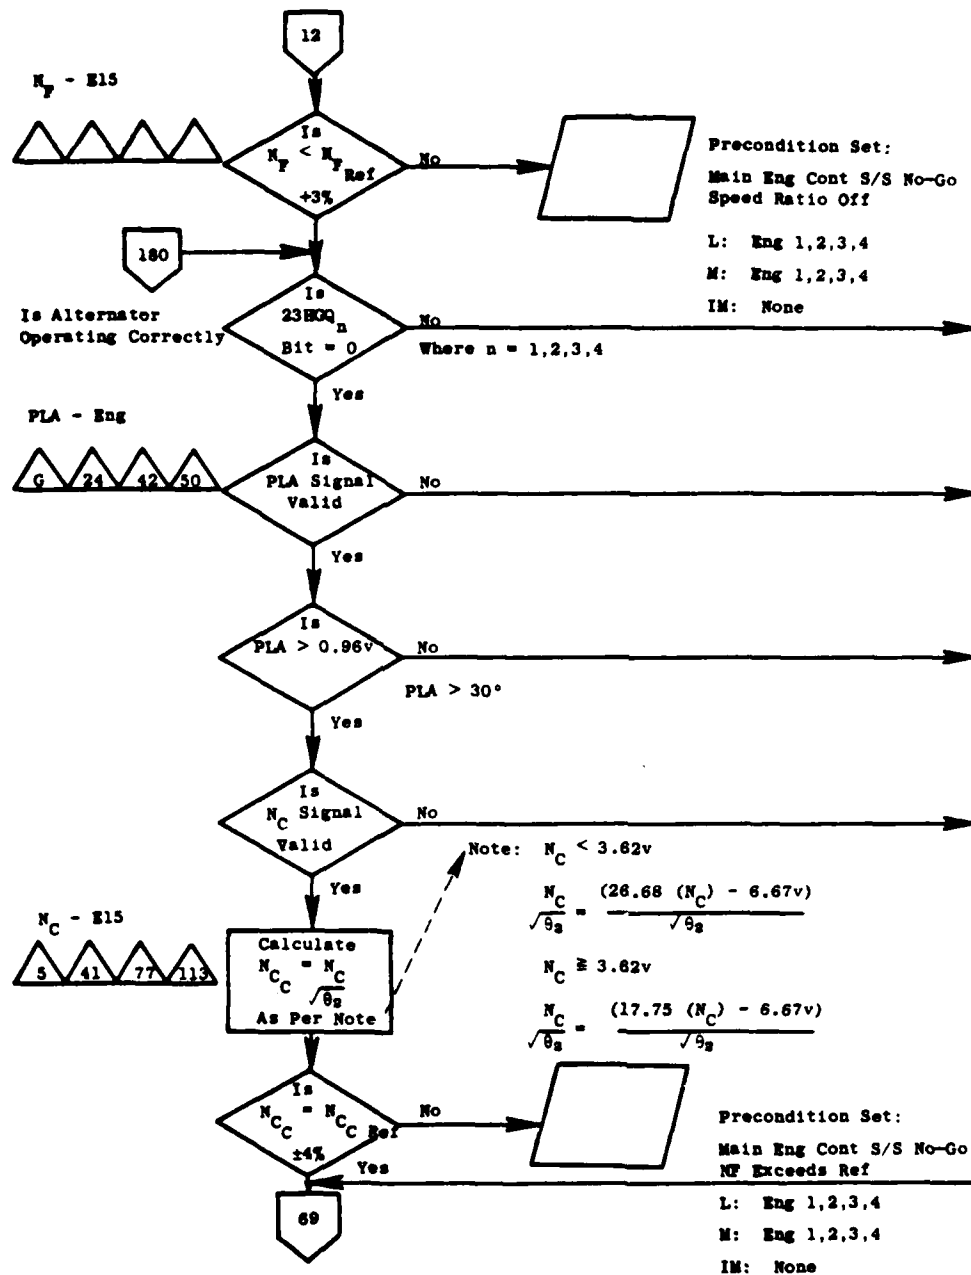 12
N_F - E15
Is
N_F < N_F Ref
+3%
No
Precondition Set:
Main Eng Cont S/S No-Go
Speed Ratio Off
L: Eng 1,2,3,4
M: Eng 1,2,3,4
IM: None
180
Is Alternator
Operating Correctly
Is
23HGQ_n
Bit = 0
No
Where n = 1,2,3,4
Yes
PLA - Eng
G 24 42 50
Is
PLA Signal
Valid
No
Yes
Is
PLA > 0.96v
No
PLA > 30°
Yes
Is
N_C Signal
Valid
No
Yes
Note: N_C < 3.62v
N_C/√θ₂ = (26.68 (N_C) - 6.67v)/√θ₂
N_C ≧ 3.62v
N_C/√θ₂ = (17.75 (N_C) - 6.67v)/√θ₂
N_C - E15
5 41 77 113
Calculate
N_C_C = N_C/√θ₂
As Per Note
Is
N_C_C = N_C_C Ref
±4%
No
Yes
Precondition Set:
Main Eng Cont S/S No-Go
NF Exceeds Ref
L: Eng 1,2,3,4
M: Eng 1,2,3,4
IM: None
69